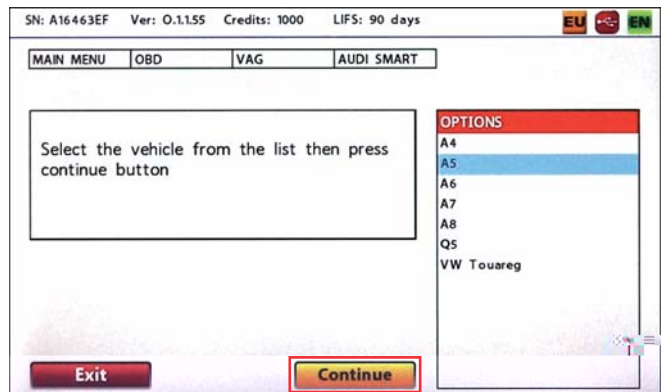 SN: A16463EF Ver: 0.1.1.55 Credits: 1000 LIFS: 90 days EU EN
MAIN MENU OBD VAG AUDI SMART
Select the vehicle from the list then press
continue button
OPTIONS
A4
A5
A6
A7
A8
Q5
VW Touareg
Exit Continue